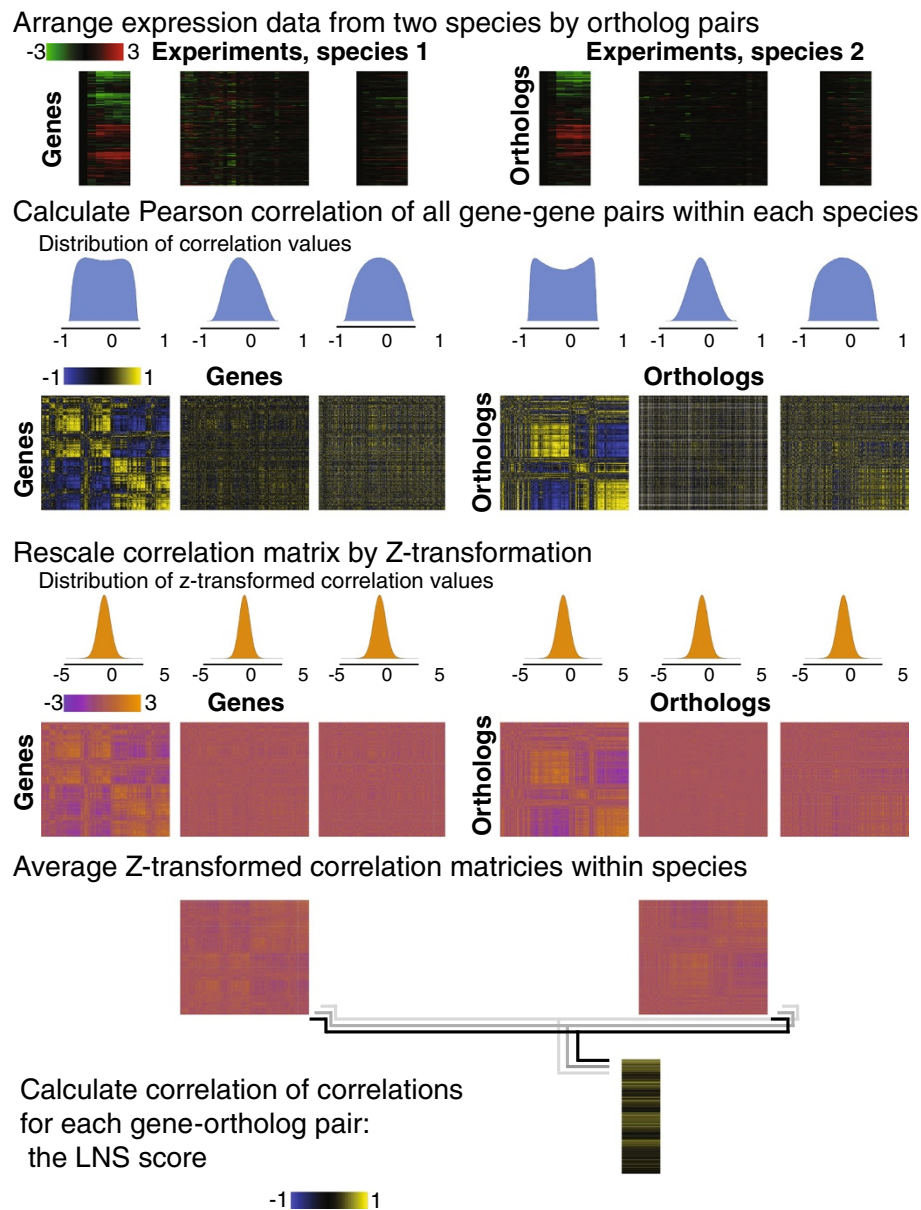 Arrange expression data from two species by ortholog pairs
-3 3 Experiments, species 1 Experiments, species 2
Genes Orthologs
Calculate Pearson correlation of all gene-gene pairs within each species
Distribution of correlation values
-1 0 1 -1 0 1 -1 0 1 -1 0 1 -1 0 1 -1 0 1
-1 1 Genes Orthologs
Genes Orthologs
Rescale correlation matrix by Z-transformation
Distribution of z-transformed correlation values
-5 0 5 -5 0 5 -5 0 5 -5 0 5 -5 0 5 -5 0 5
-3 3 Genes Orthologs
Genes Orthologs
Average Z-transformed correlation matricies within species
Calculate correlation of correlations
for each gene-ortholog pair:
the LNS score
-1 1